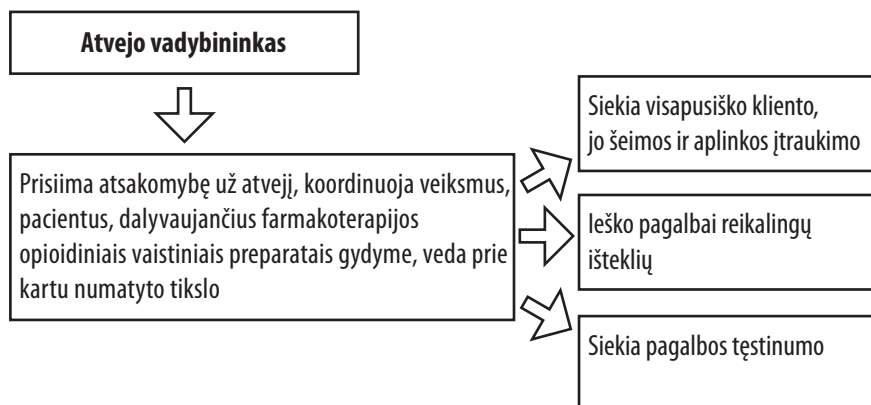 Atvejo vadybininkas
Prisiima atsakomybę už atvejį, koordinuoja veiksmus,
pacientus, dalyvaujančius farmakoterapijos
opioidiniais vaistiniais preparatais gydyme, veda prie
kartu numatyto tikslo
Siekia visapusiško kliento,
jo šeimos ir aplinkos įtraukimo
Ieško pagalbai reikalingų
išteklių
Siekia pagalbos tęstinumo